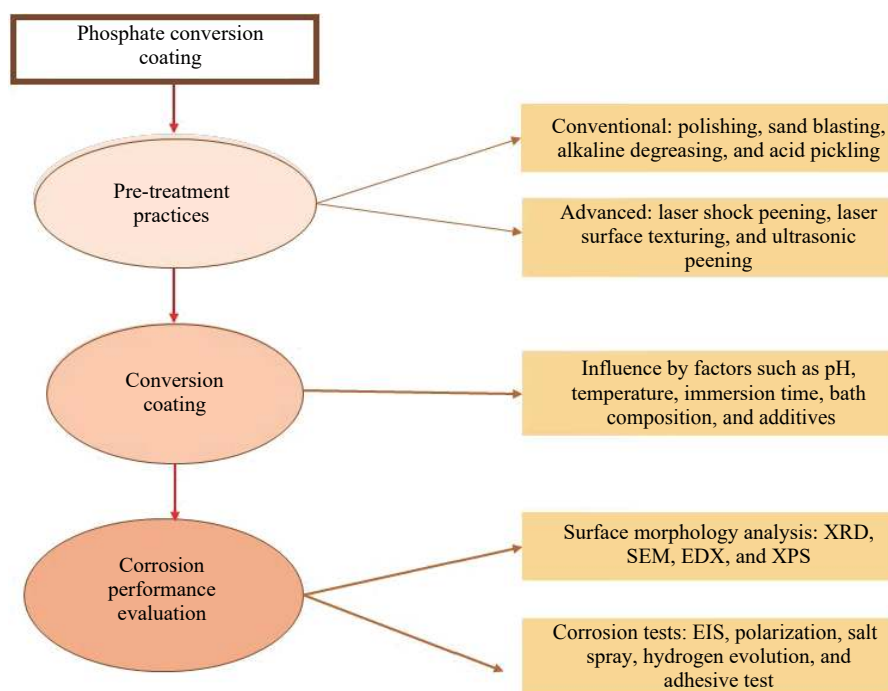 Phosphate conversion
coating
Pre-treatment
practices
Conventional: polishing, sand blasting,
alkaline degreasing, and acid pickling
Advanced: laser shock peening, laser
surface texturing, and ultrasonic
peening
Conversion
coating
Influence by factors such as pH,
temperature, immersion time, bath
composition, and additives
Corrosion
performance
evaluation
Surface morphology analysis: XRD,
SEM, EDX, and XPS
Corrosion tests: EIS, polarization, salt
spray, hydrogen evolution, and
adhesive test